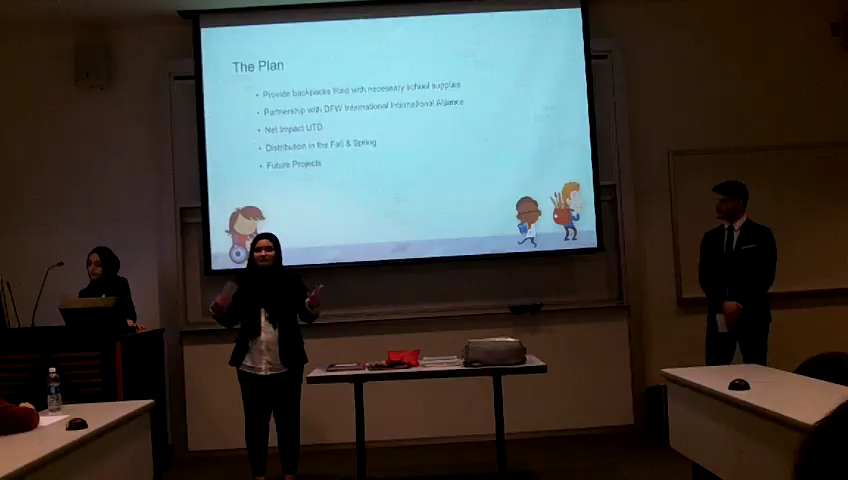 The Plan
• Provide backpacks filled with necessary school supplies
• Partnership with DFW International International Alliance
• Net Impact UTD
• Distribution in the Fall & Spring
• Future Projects